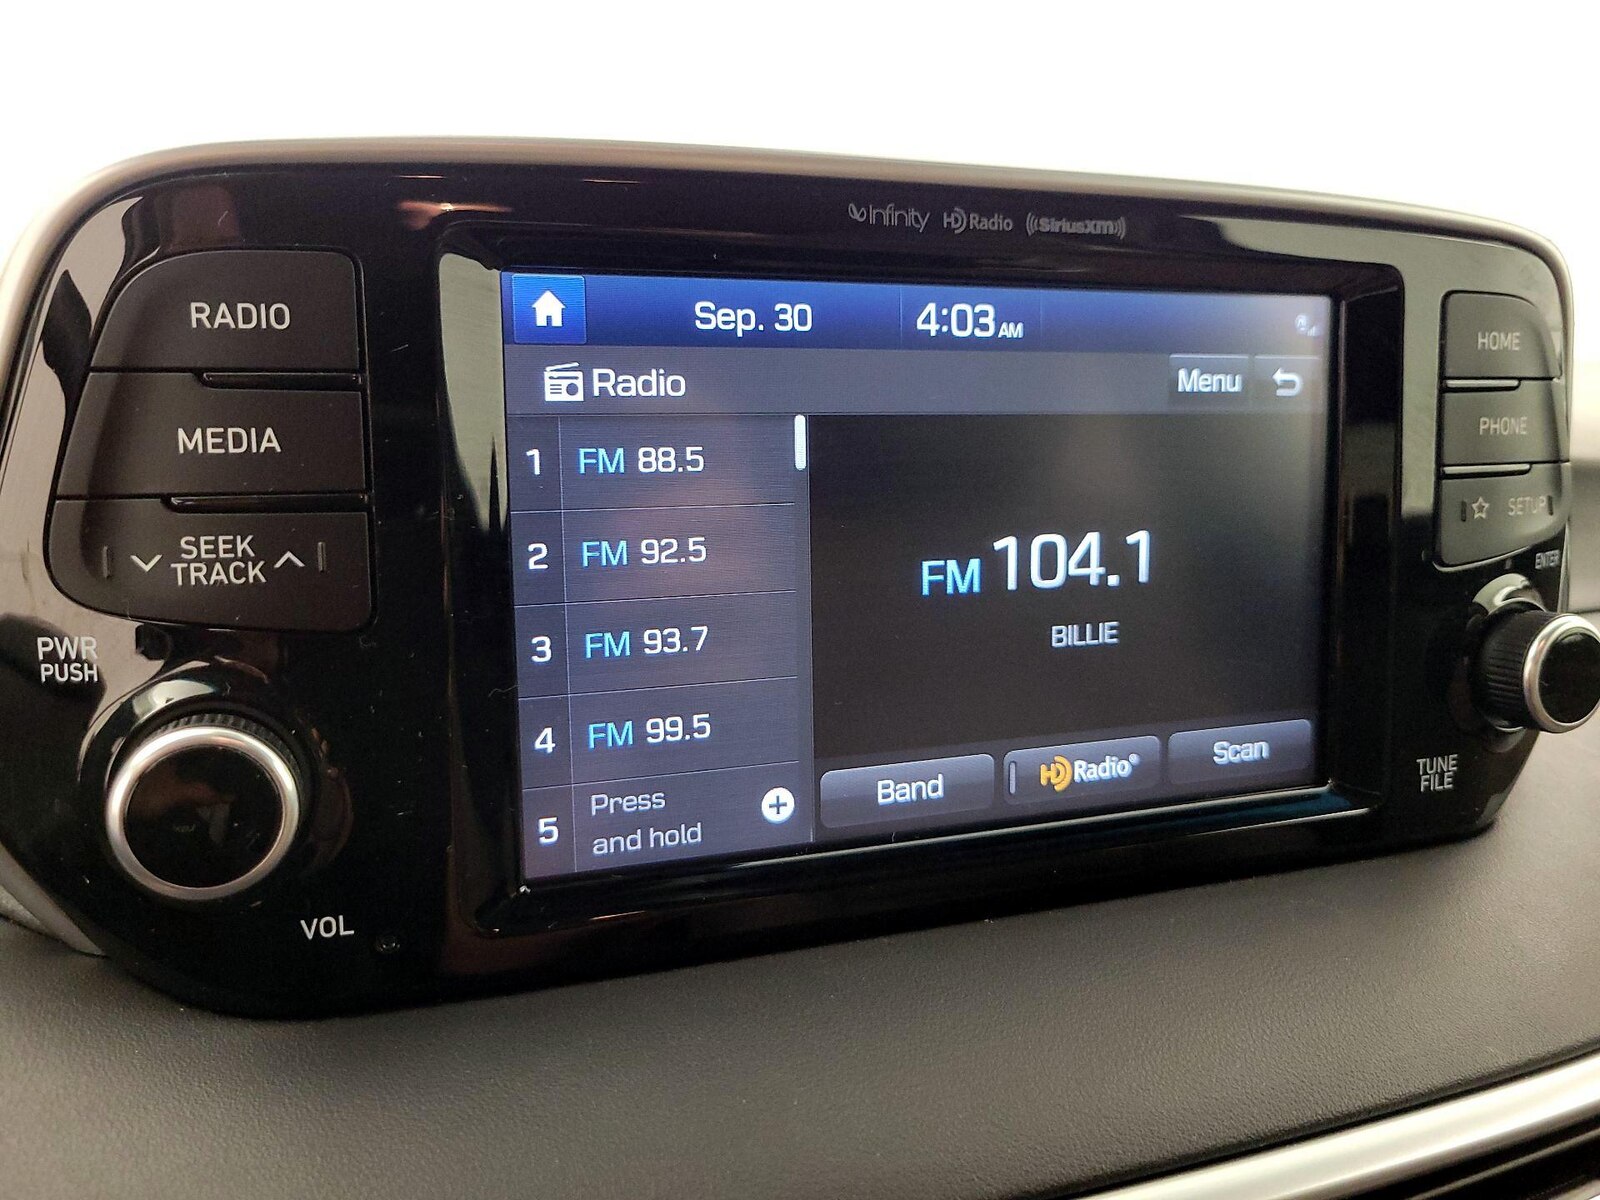 Infinity HD Radio ((SiriusXM))
RADIO
MEDIA
SEEK
TRACK
PWR
PUSH
VOL
Sep. 30 4:03 AM
Radio
Menu
1 FM 88.5
2 FM 92.5
3 FM 93.7
4 FM 99.5
5 Press
and hold
FM 104.1
BILLIE
Band
HD Radio®
Scan
HOME
PHONE
☆ SETUP
ENTER
TUNE
FILE